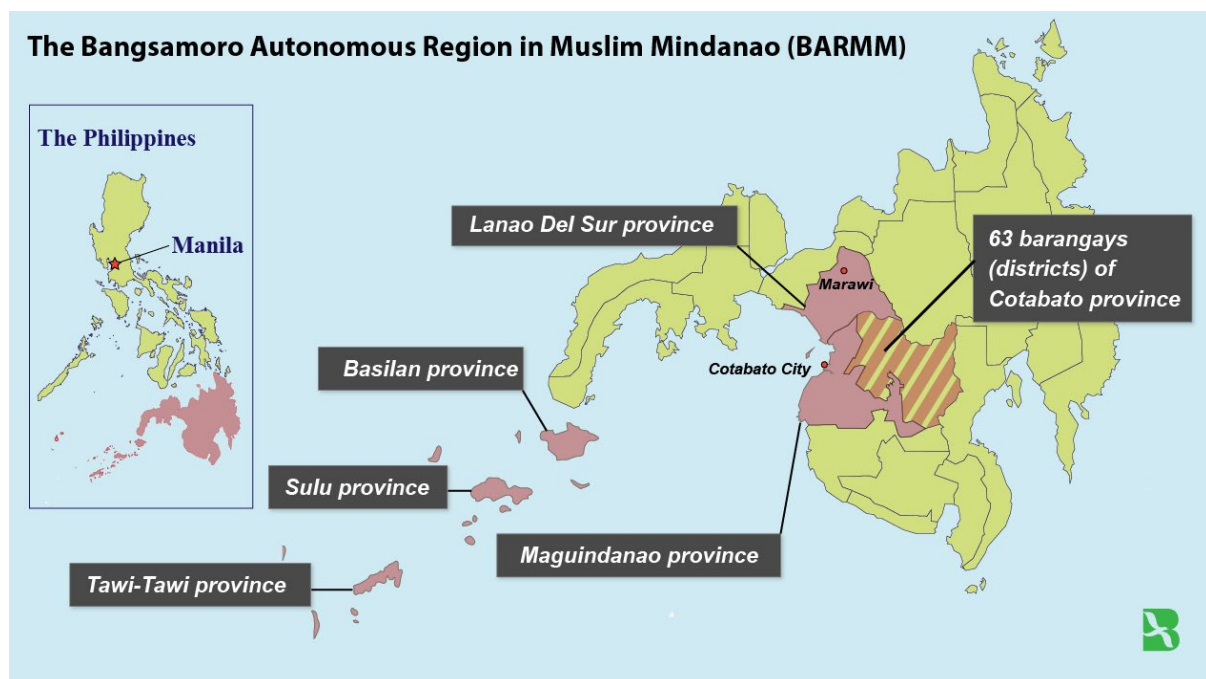 The Bangsamoro Autonomous Region in Muslim Mindanao (BARMM)
The Philippines
Manila
Lanao Del Sur province
63 barangays
(districts) of
Cotabato province
Marawi
Basilan province
Cotabato City
Sulu province
Maguindanao province
Tawi-Tawi province
B